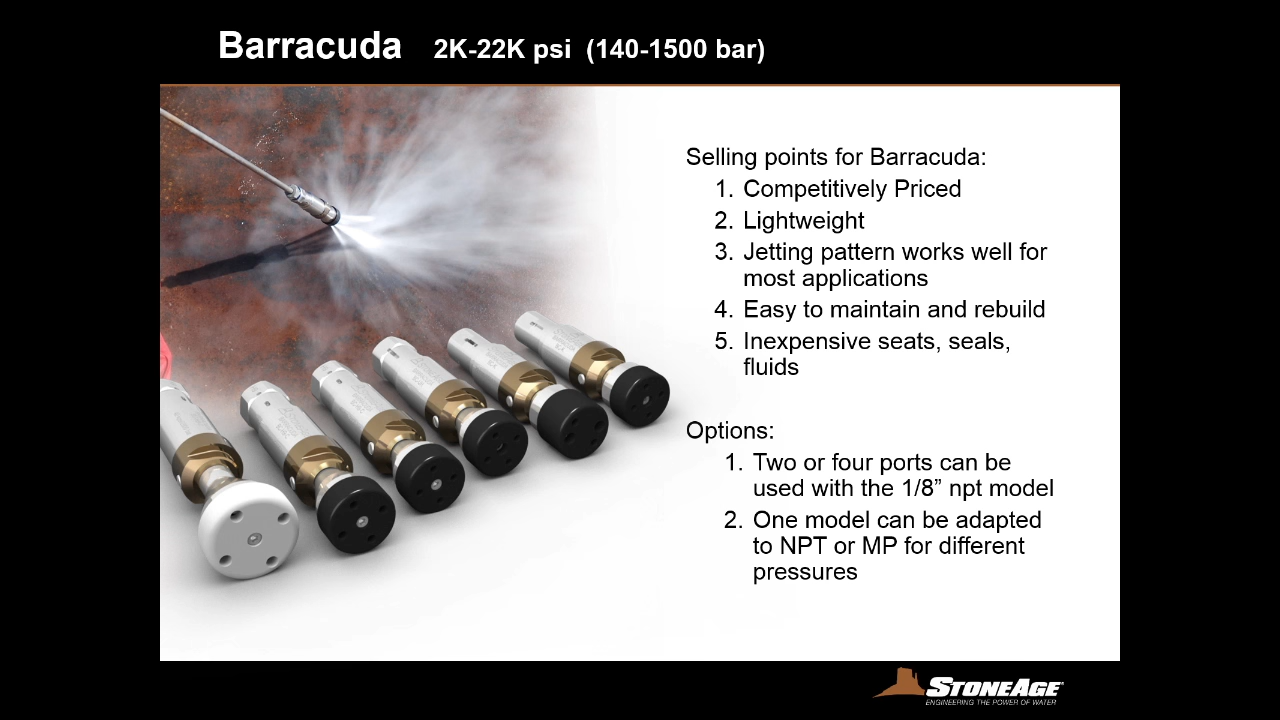 Barracuda 2K-22K psi (140-1500 bar)
Selling points for Barracuda:
1. Competitively Priced
2. Lightweight
3. Jetting pattern works well for
most applications
4. Easy to maintain and rebuild
5. Inexpensive seats, seals,
fluids
Options:
1. Two or four ports can be
used with the 1/8” npt model
2. One model can be adapted
to NPT or MP for different
pressures
STONEAGE
ENGINEERING THE POWER OF WATER